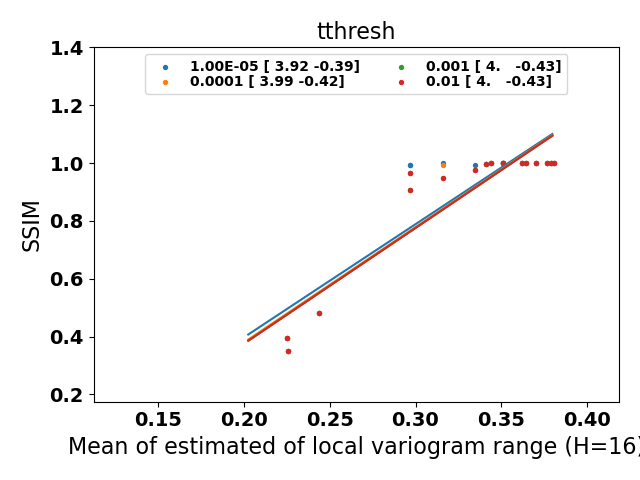 tthresh
1.00E-05 [ 3.92 -0.39]
0.0001 [ 3.99 -0.42]
0.001 [ 4.   -0.43]
0.01 [ 4.   -0.43]
SSIM
1.4
1.2
1.0
0.8
0.6
0.4
0.2
0.15 0.20 0.25 0.30 0.35 0.40
Mean of estimated of local variogram range (H=16)